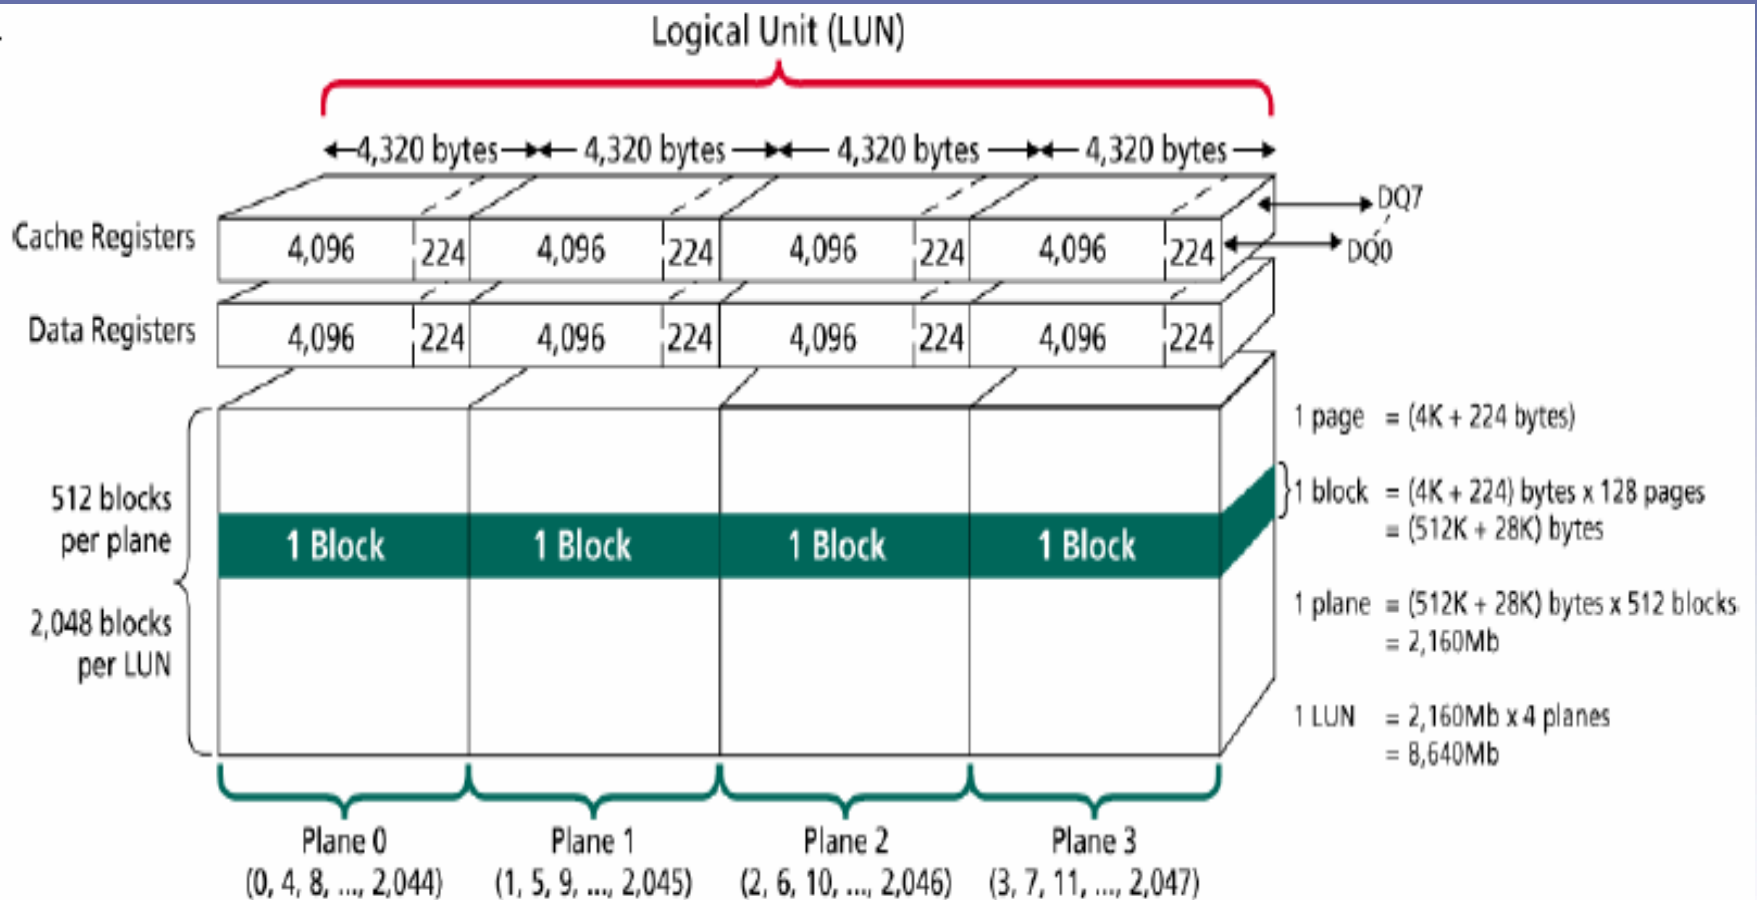 Logical Unit (LUN)
4,320 bytes 4,320 bytes 4,320 bytes 4,320 bytes
DQ7
Cache Registers 4,096 224 4,096 224 4,096 224 4,096 224
DQ0
Data Registers 4,096 224 4,096 224 4,096 224 4,096 224
1 page = (4K + 224 bytes)
512 blocks
per plane
1 block = (4K + 224) bytes x 128 pages
= (512K + 28K) bytes
1 Block 1 Block 1 Block 1 Block
2,048 blocks
per LUN
1 plane = (512K + 28K) bytes x 512 blocks
= 2,160Mb
1 LUN = 2,160Mb x 4 planes
= 8,640Mb
Plane 0 Plane 1 Plane 2 Plane 3
(0, 4, 8, ..., 2,044) (1, 5, 9, ..., 2,045) (2, 6, 10, ..., 2,046) (3, 7, 11, ..., 2,047)